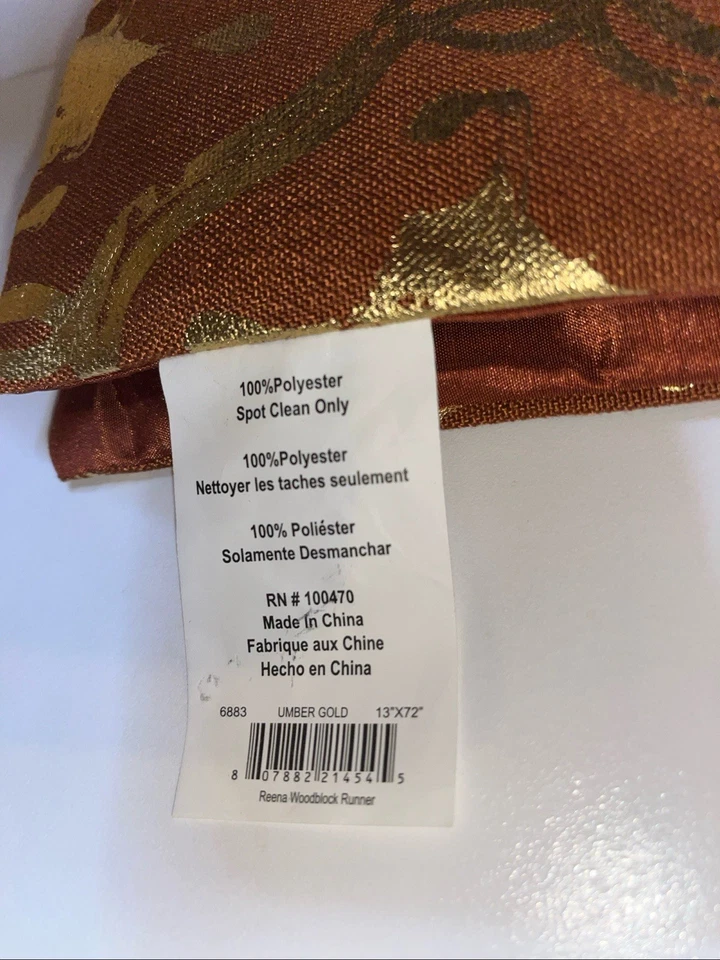 100%Polyester
Spot Clean Only
100%Polyester
Nettoyer les taches seulement
100% Poliéster
Solamente Desmanchar
RN # 100470
Made In China
Fabrique aux Chine
Hecho en China
6883 UMBER GOLD 13"X72"
8 07882 21454 5
Reena Woodblock Runner